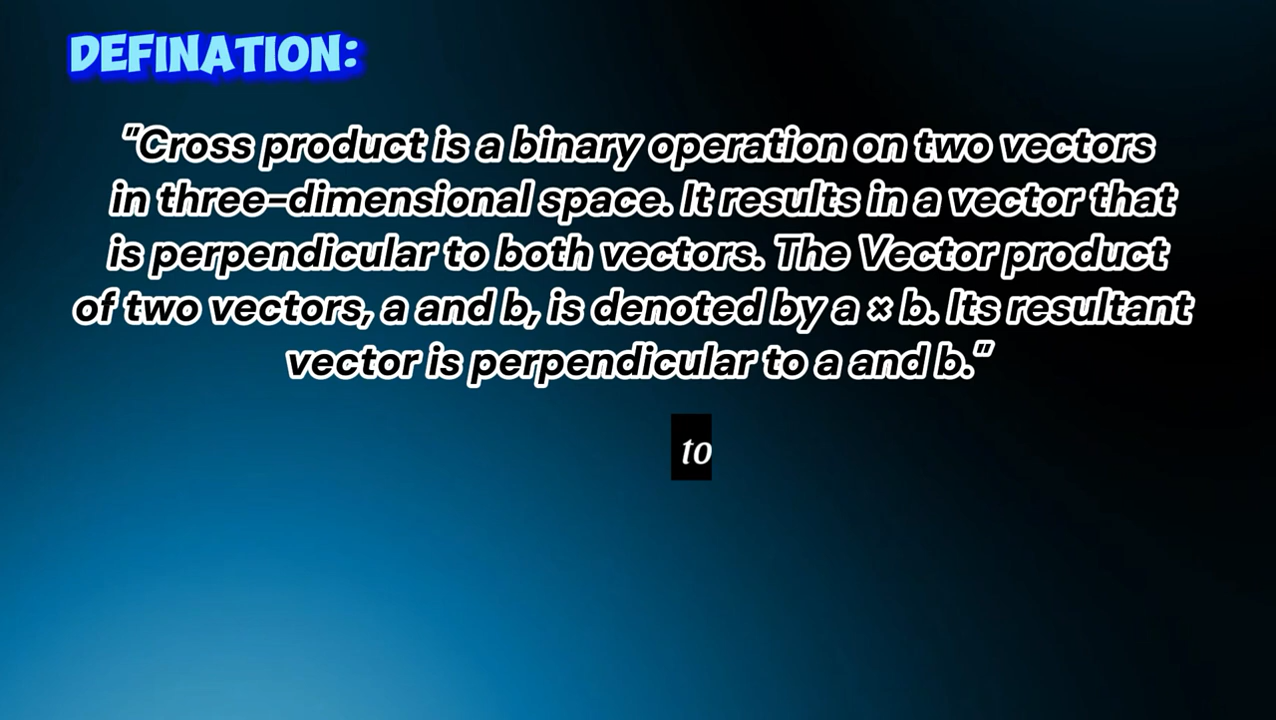 DEFINATION:
"Cross product is a binary operation on two vectors
in three-dimensional space. It results in a vector that
is perpendicular to both vectors. The Vector product
of two vectors, a and b, is denoted by a × b. Its resultant
vector is perpendicular to a and b."
to